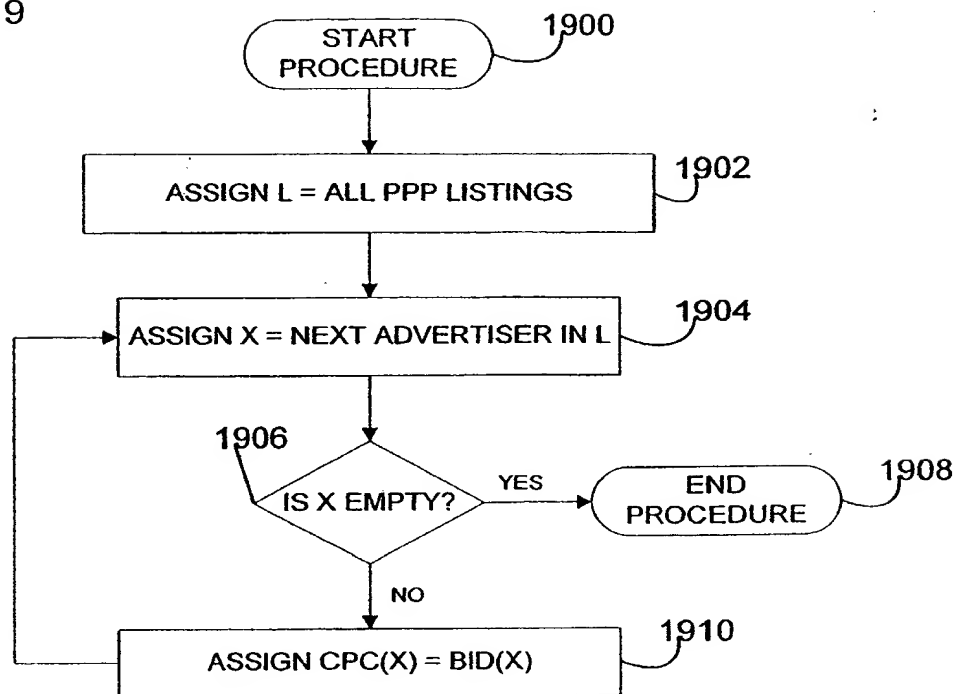 9
START
PROCEDURE
1900
ASSIGN L = ALL PPP LISTINGS
1902
ASSIGN X = NEXT ADVERTISER IN L
1904
1906
IS X EMPTY?
YES
END
PROCEDURE
1908
NO
ASSIGN CPC(X) = BID(X)
1910